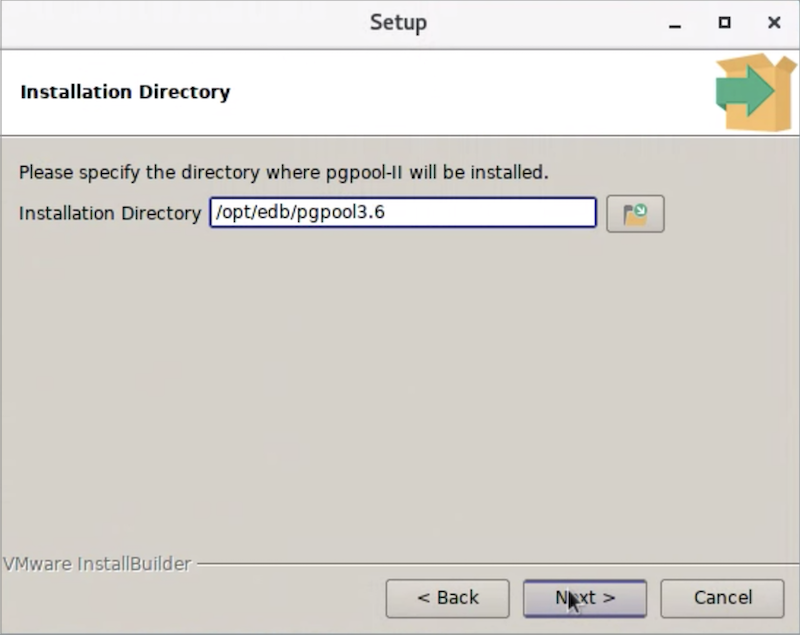 Setup
Installation Directory
Please specify the directory where pgpool-II will be installed.
Installation Directory /opt/edb/pgpool3.6
VMware InstallBuilder
< Back Next > Cancel